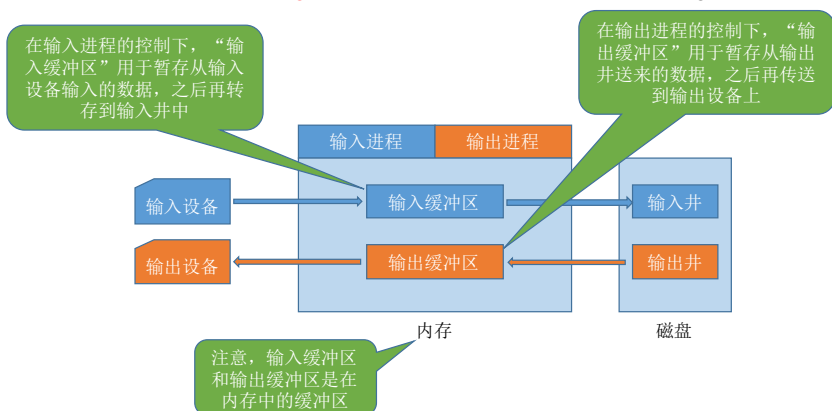 在输入进程的控制下，“输
入缓冲区”用于暂存从输入
设备输入的数据，之后再转
存到输入井中
在输出进程的控制下，“输
出缓冲区”用于暂存从输出
井送来的数据，之后再传送
到输出设备上
输入进程
输出进程
输入设备
输入缓冲区
输入井
输出设备
输出缓冲区
输出井
内存
磁盘
注意，输入缓冲区
和输出缓冲区是在
内存中的缓冲区